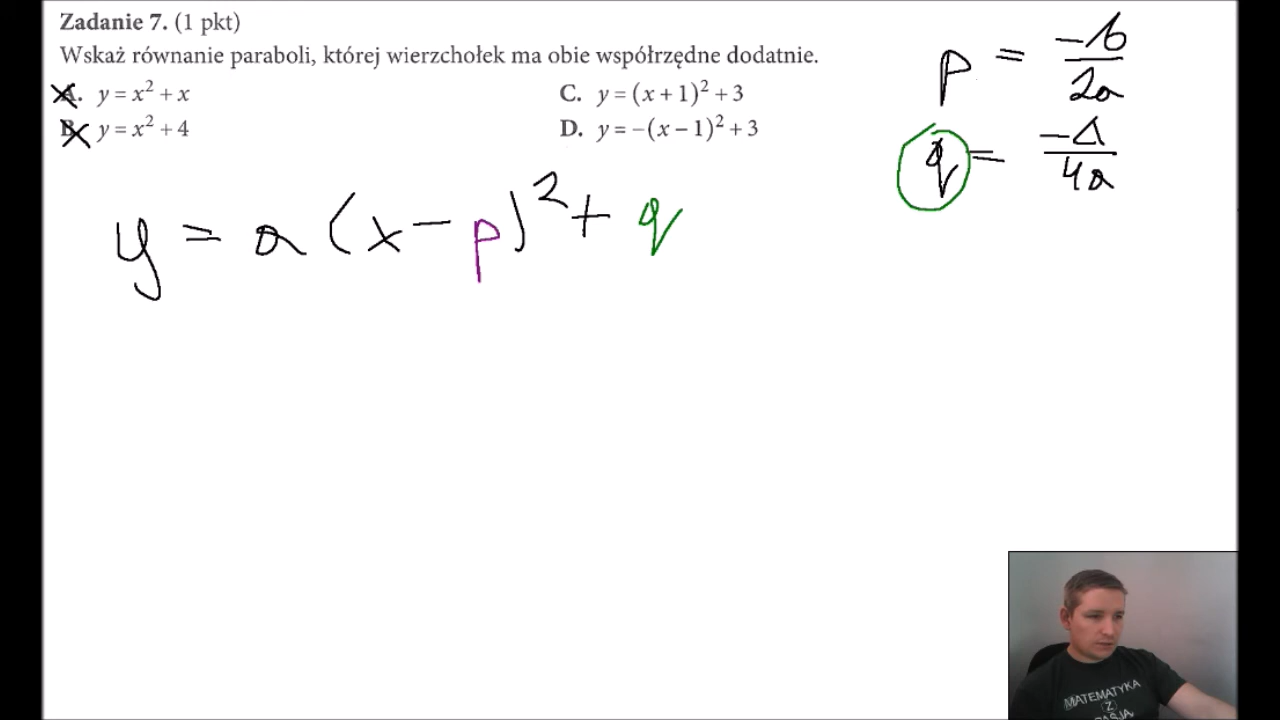 Zadanie 7. (1 pkt)
Wskaż równanie paraboli, której wierzchołek ma obie współrzędne dodatnie.
A. y = x² + x
B. y = x² + 4
C. y = (x + 1)² + 3
D. y = −(x − 1)² + 3
p = -b/2a
q = -Δ/4a
y = a (x - p)² + q
MATEMATYKA
Z
PASJĄ